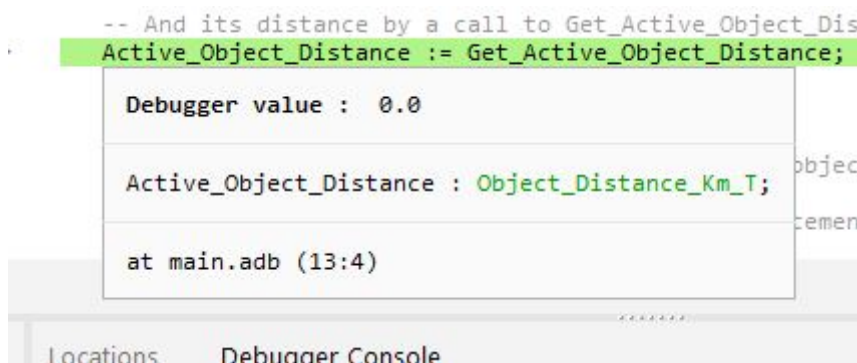 -- And its distance by a call to Get_Active_Object_Dis
Active_Object_Distance := Get_Active_Object_Distance;
Debugger value : 0.0
Active_Object_Distance : Object_Distance_Km_T;
at main.adb (13:4)
Locations Debugger Console